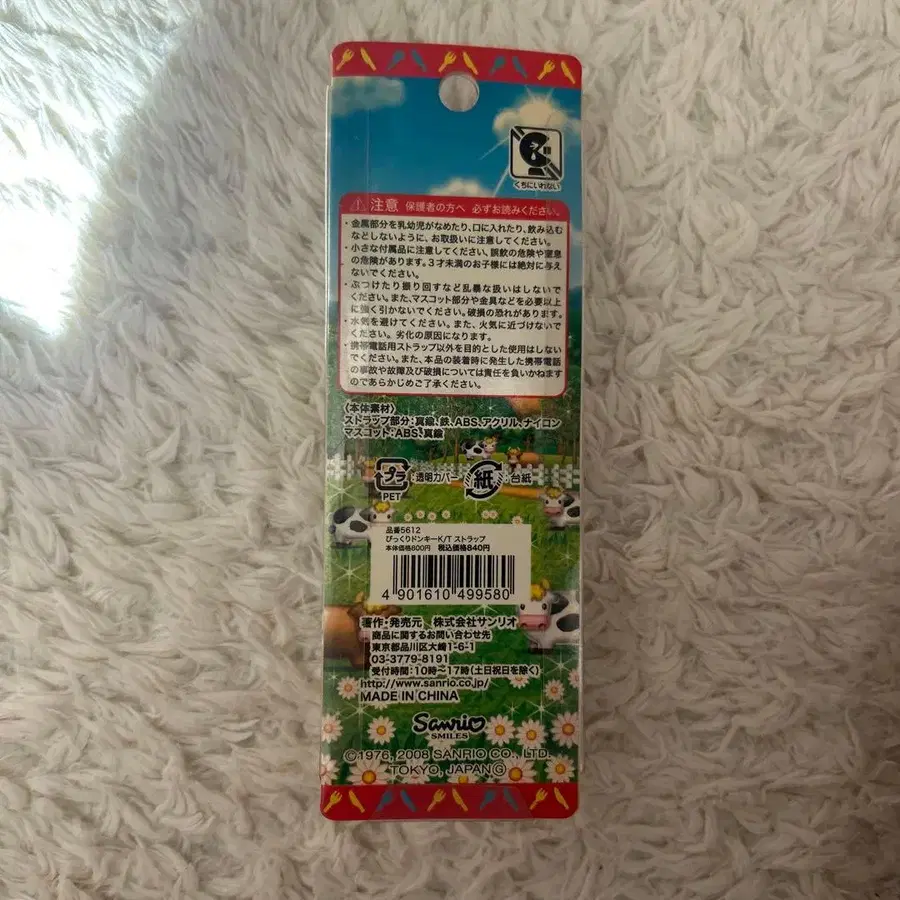 くちにいれない
⚠注意 保護者の方へ 必ずお読みください。
・金属部分を乳幼児がなめたり、口に入れたり、飲み込む
などしないように、お取扱いに注意してください。
・小さな付属品に注意してください。誤飲の危険や窒息
の危険があります。3才未満のお子様には絶対に与え
ないでください。
・ぶつけたり振り回すなど乱暴な扱いはしないで
ください。また、マスコット部分や金具などを必要以上
に強く引かないでください。破損の恐れがあります。
・水気を避けてください。また、火気に近づけないで
ください。劣化の原因になります。
・携帯電話用ストラップ以外を目的とした使用はしない
でください。また、本品の装着時に発生した携帯電話
の事故や故障及び破損については責任を負いかねます
のであらかじめご了承ください。
〈本体素材〉
ストラップ部分:真鍮、鉄、ABS、アクリル、ナイロン
マスコット:ABS、真鍮
プラ :透明カバー 紙 :台紙
PET
品番5612
びっくりドンキーK/T ストラップ
本体価格800円 税込価格840円
4 901610 499580
著作・発売元 株式会社サンリオ
商品に関するお問い合わせ先
東京都品川区大崎1-6-1
03-3779-8191
受付時間:10時〜17時(土日祝日を除く)
http://www.sanrio.co.jp/
MADE IN CHINA
Sanrio
SMILES
©1976, 2008 SANRIO CO., LTD.
TOKYO, JAPAN Ⓖ